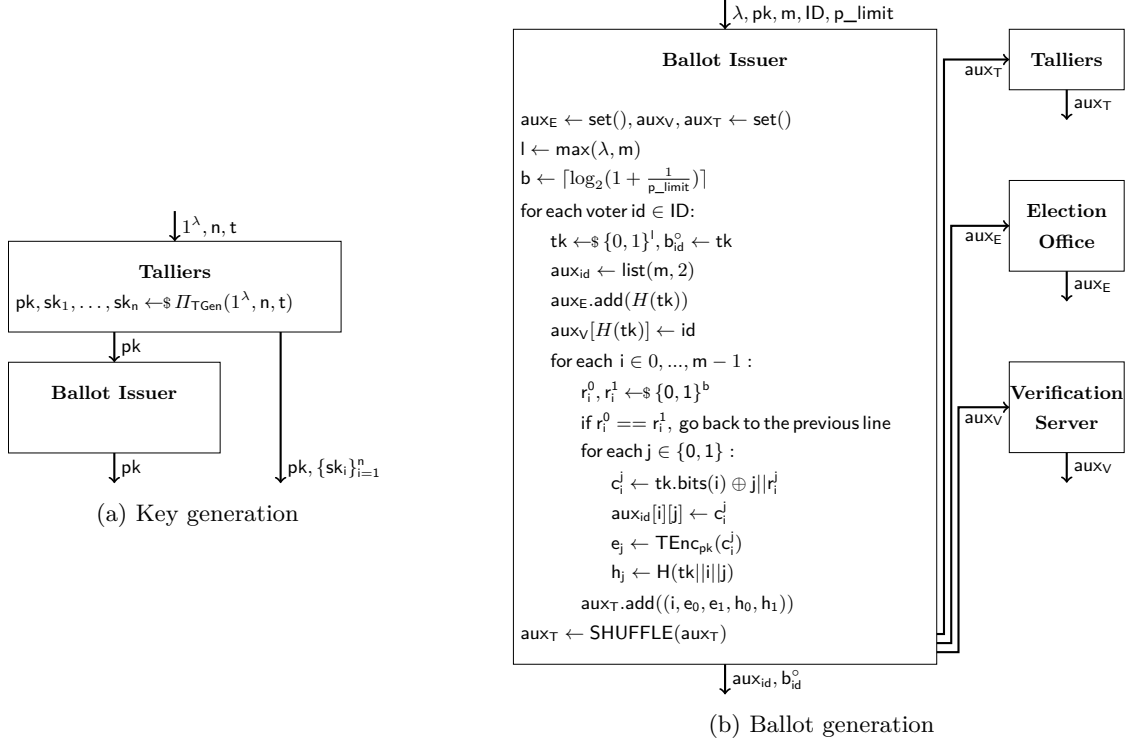 1^λ, n, t
Talliers
pk, sk_1, . . . , sk_n ←$ Π_TGen(1^λ, n, t)
pk
Ballot Issuer
pk
pk, {sk_i}^n_{i=1}
(a) Key generation
λ, pk, m, ID, p_limit
Ballot Issuer
aux_E ← set(), aux_V, aux_T ← set()
l ← max(λ, m)
b ← ⌈log_2(1 + 1/p_limit)⌉
for each voter id ∈ ID:
tk ←$ {0, 1}^l, b°_id ← tk
aux_id ← list(m, 2)
aux_E.add(H(tk))
aux_V[H(tk)] ← id
for each i ∈ 0, ..., m − 1 :
r^0_i, r^1_i ←$ {0, 1}^b
if r^0_i == r^1_i, go back to the previous line
for each j ∈ {0, 1} :
c^j_i ← tk.bits(i) ⊕ j||r^j_i
aux_id[i][j] ← c^j_i
e_j ← TEnc_pk(c^j_i)
h_j ← H(tk||i||j)
aux_T.add((i, e_0, e_1, h_0, h_1))
aux_T ← SHUFFLE(aux_T)
aux_id, b°_id
aux_T
Talliers
aux_T
aux_E
Election
Office
aux_E
aux_V
Verification
Server
aux_V
(b) Ballot generation